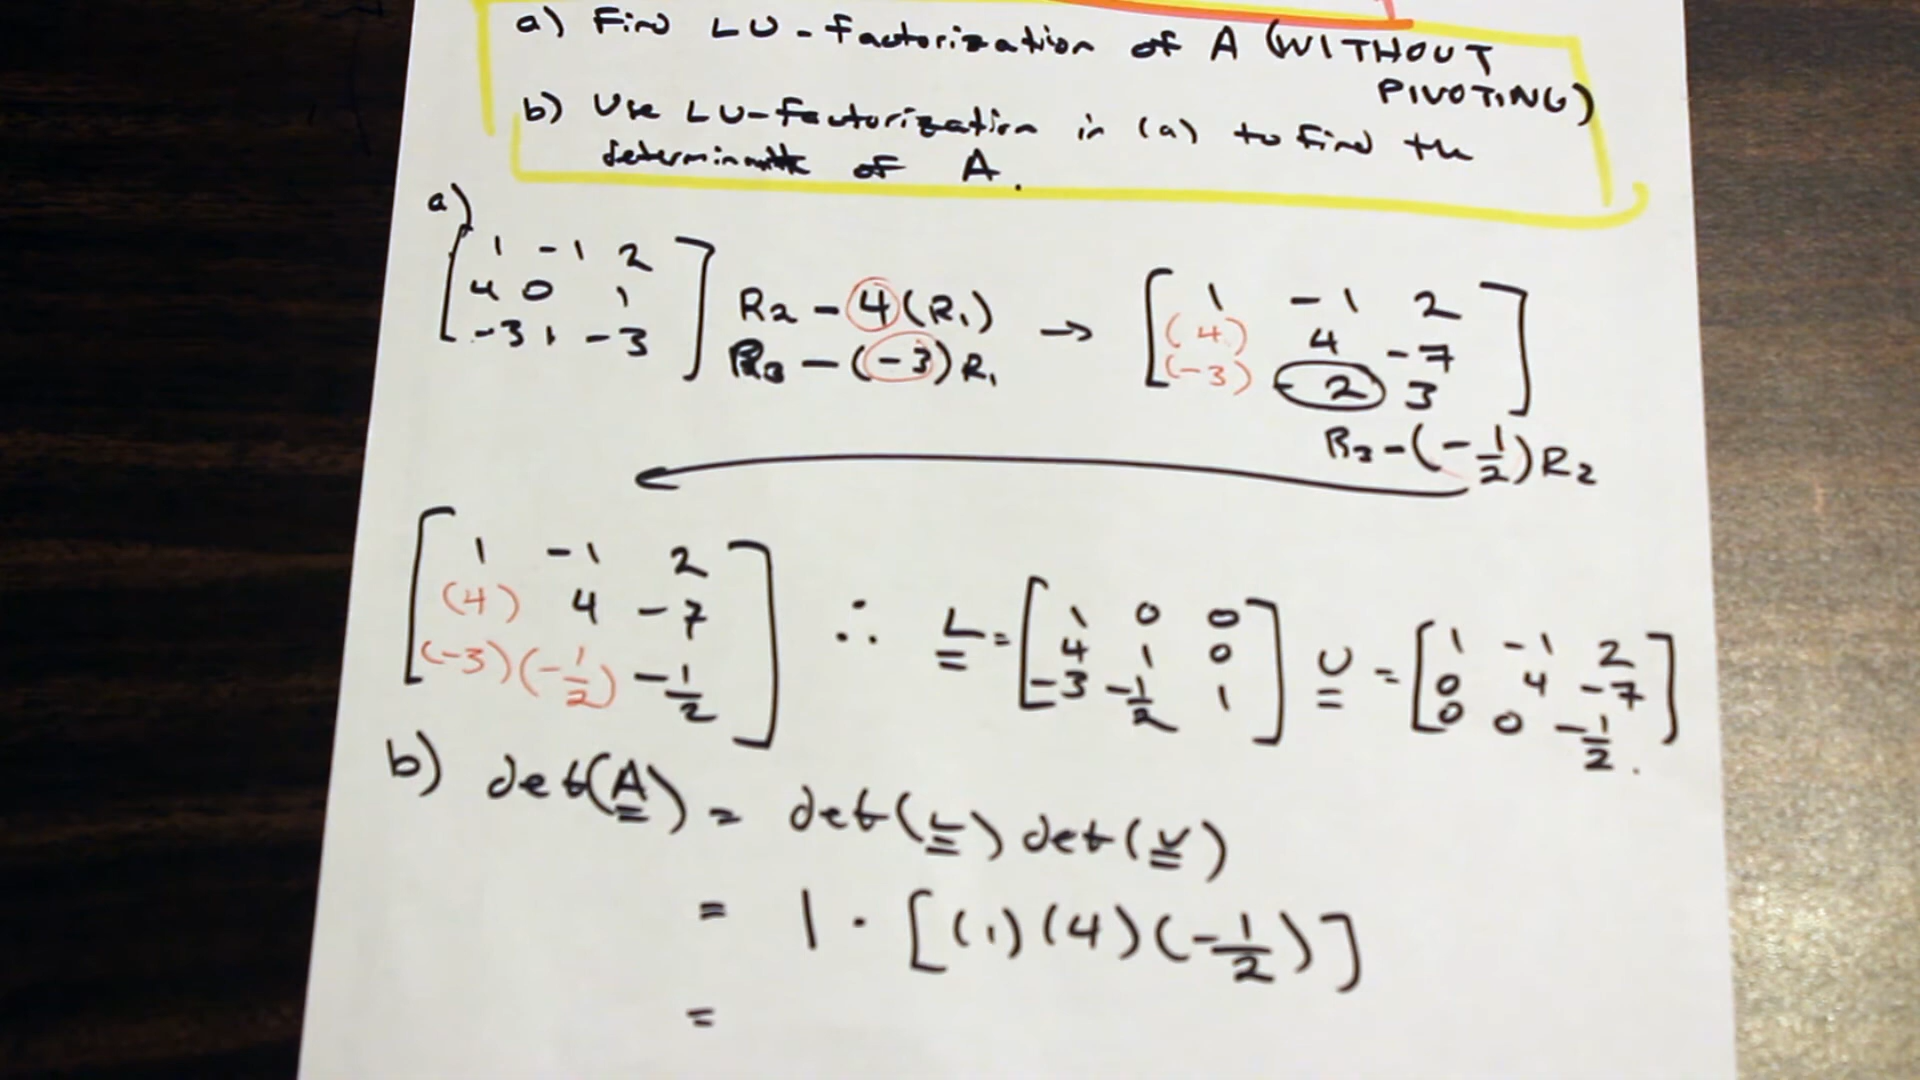 a) Find LU-factorization of A (WITHOUT
PIVOTING)
b) Use LU-factorization in (a) to find the
of A.
a)
[1 -1 2
4 0 1
-3 1 -3]
R2 - 4(R1)
R3 - (-3)R1
→
[1 -1 2
(4) 4 -7
(-3) -2 3]
R3 - (-1/2)R2
[1 -1 2
(4) 4 -7
(-3) (-1/2) -1/2]
∴ L = [1 0 0
4 1 0
-3 -1/2 1]
U = [1 -1 2
0 4 -7
0 0 -1/2].
b) det(A) = det(L) det(U)
= 1 · [(1)(4)(-1/2)]
=